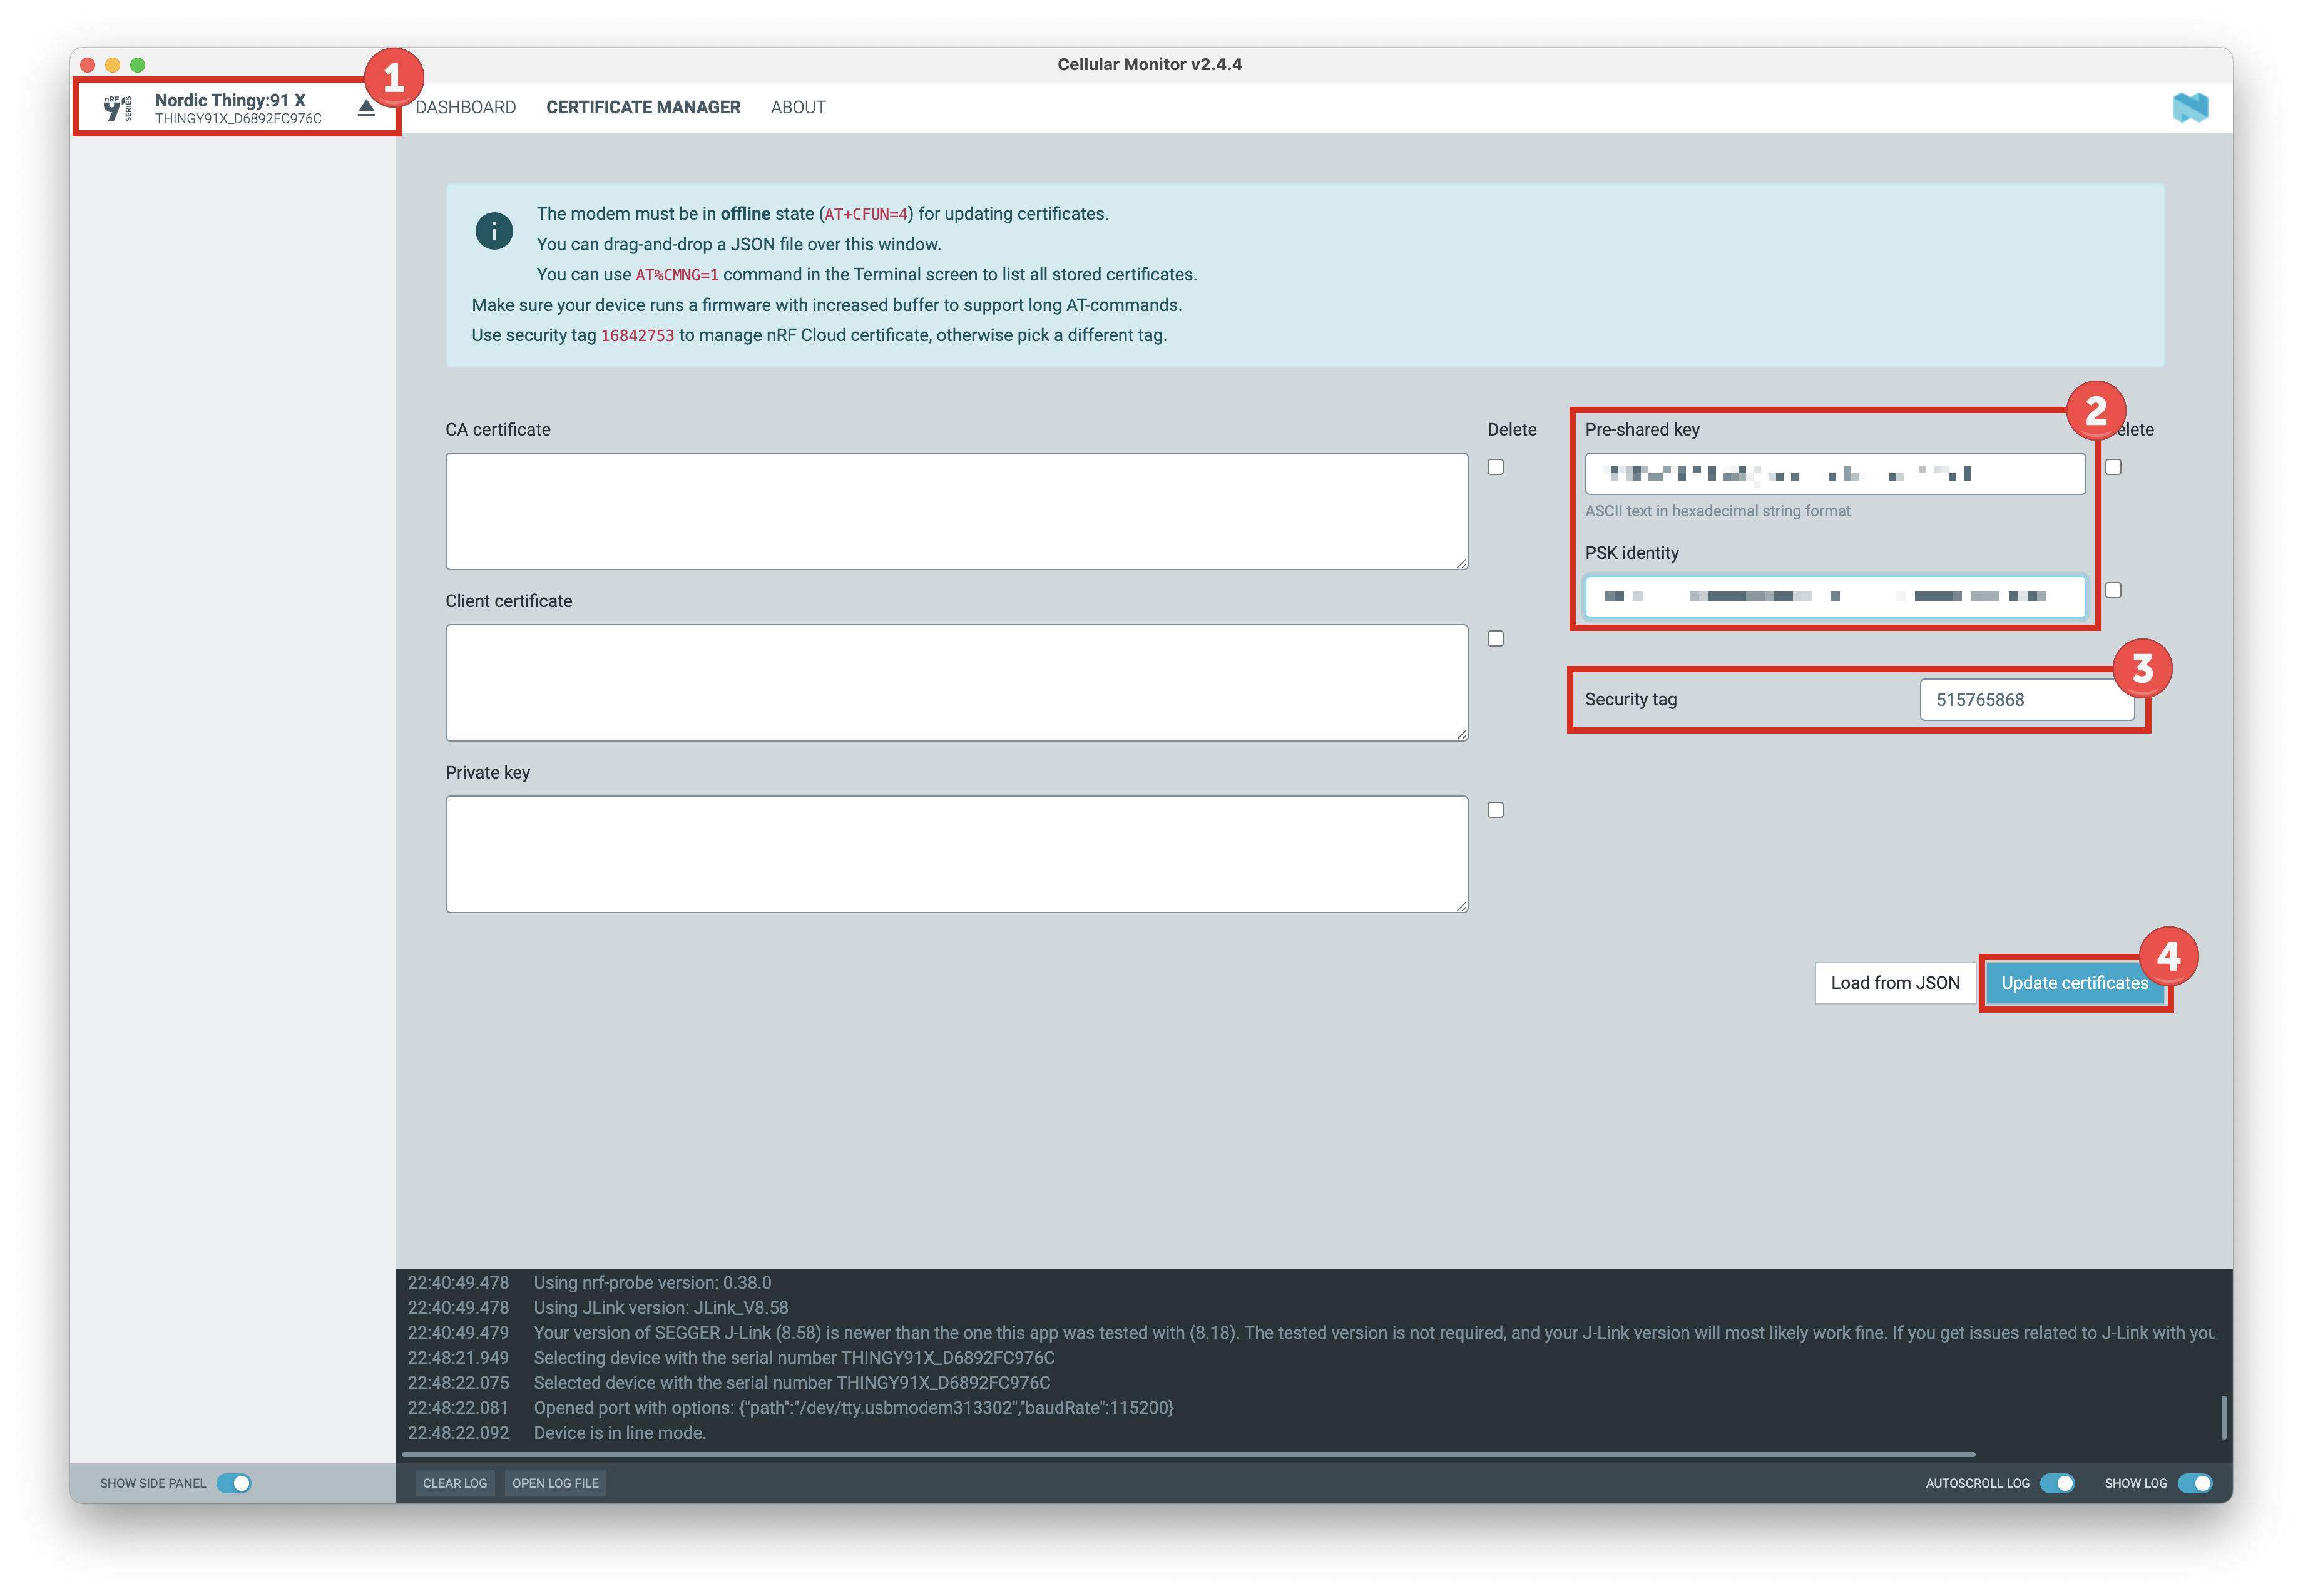 Cellular Monitor v2.4.4
1
nRF
9
SERIES
Nordic Thingy:91 X
THINGY91X_D6892FC976C
DASHBOARD
CERTIFICATE MANAGER
ABOUT
The modem must be in offline state (AT+CFUN=4) for updating certificates.
You can drag-and-drop a JSON file over this window.
You can use AT%CMNG=1 command in the Terminal screen to list all stored certificates.
Make sure your device runs a firmware with increased buffer to support long AT-commands.
Use security tag 16842753 to manage nRF Cloud certificate, otherwise pick a different tag.
CA certificate
Delete
Client certificate
Private key
2
Pre-shared key
elete
ASCII text in hexadecimal string format
PSK identity
3
Security tag
515765868
4
Load from JSON
Update certificates
22:40:49.478 Using nrf-probe version: 0.38.0
22:40:49.478 Using JLink version: JLink_V8.58
22:40:49.479 Your version of SEGGER J-Link (8.58) is newer than the one this app was tested with (8.18). The tested version is not required, and your J-Link version will most likely work fine. If you get issues related to J-Link with you
22:48:21.949 Selecting device with the serial number THINGY91X_D6892FC976C
22:48:22.075 Selected device with the serial number THINGY91X_D6892FC976C
22:48:22.081 Opened port with options: {"path":"/dev/tty.usbmodem313302","baudRate":115200}
22:48:22.092 Device is in line mode.
SHOW SIDE PANEL
CLEAR LOG
OPEN LOG FILE
AUTOSCROLL LOG
SHOW LOG